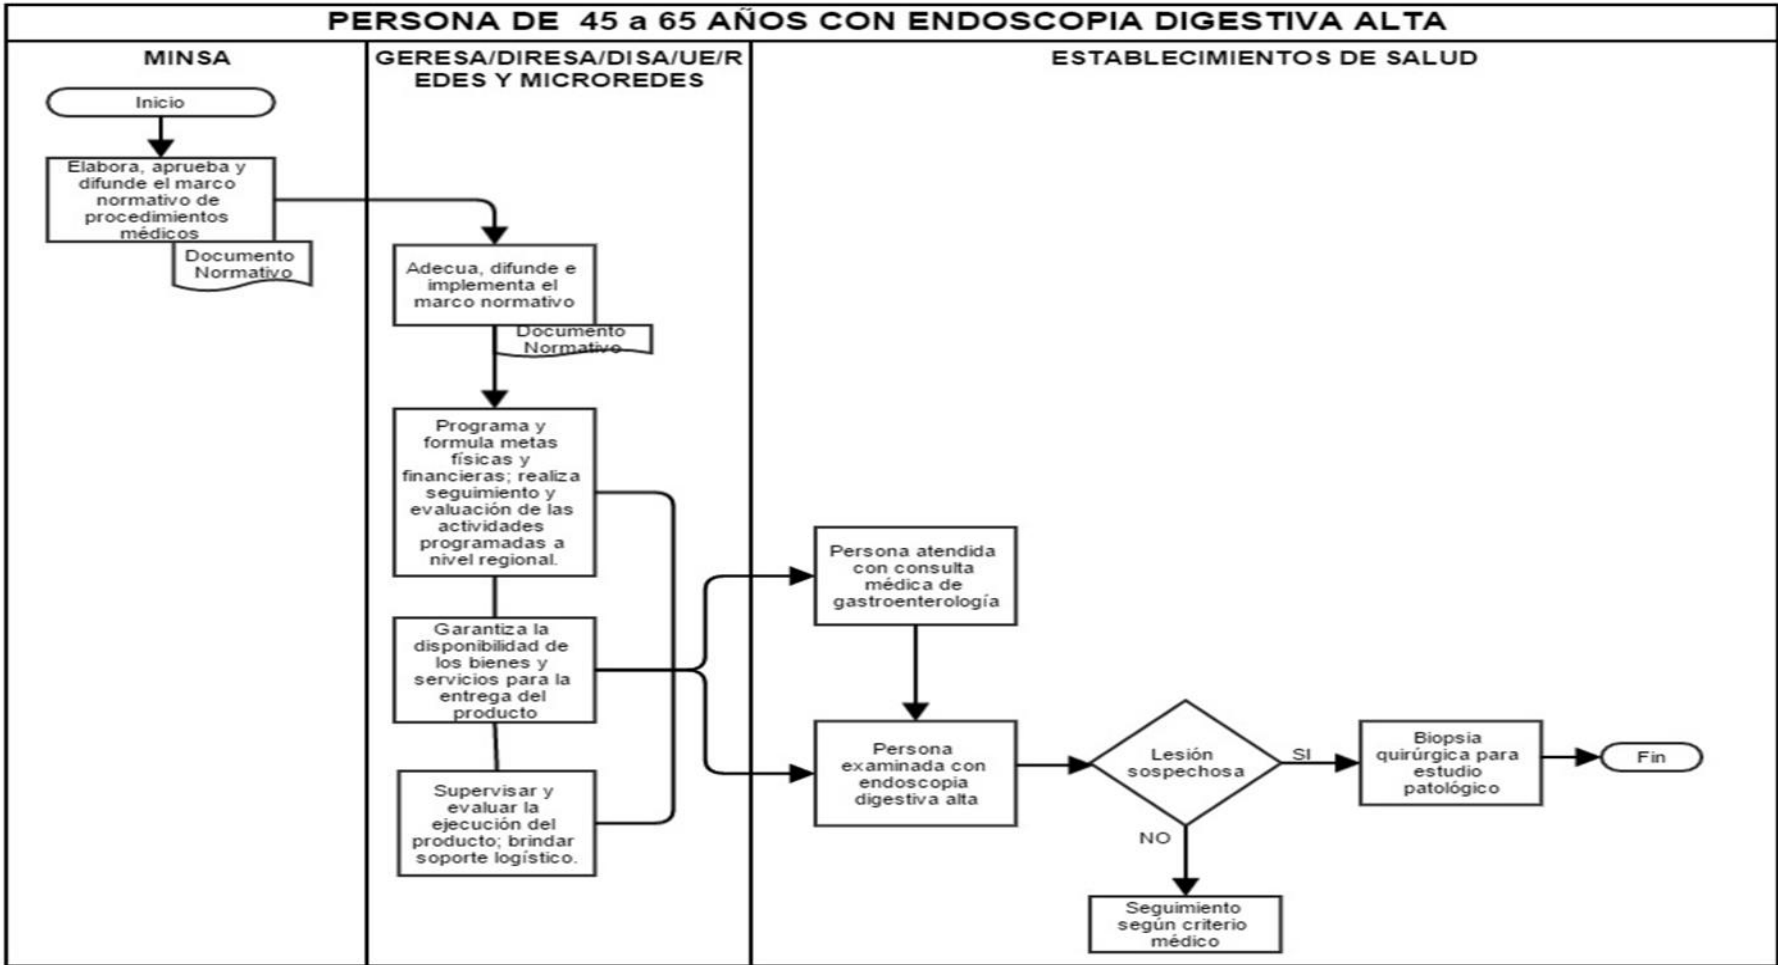 PERSONA DE 45 a 65 AÑOS CON ENDOSCOPIA DIGESTIVA ALTA
MINSA
Inicio
Elabora, aprueba y
difunde el marco
normativo de
procedimientos
médicos
Documento
Normativo
GERESA/DIRESA/DISA/UE/R
EDES Y MICROREDES
Adecua, difunde e
implementa el
marco normativo
Documento
Normativo
Programa y
formula metas
físicas y
financieras; realiza
seguimiento y
evaluación de las
actividades
programadas a
nivel regional.
Garantiza la
disponibilidad de
los bienes y
servicios para la
entrega del
producto
Supervisar y
evaluar la
ejecución del
producto; brindar
soporte logístico.
ESTABLECIMIENTOS DE SALUD
Persona atendida
con consulta
médica de
gastroenterología
Persona
examinada con
endoscopia
digestiva alta
Lesión
sospechosa
SI
Biopsia
quirúrgica para
estudio
patológico
Fin
NO
Seguimiento
según criterio
médico